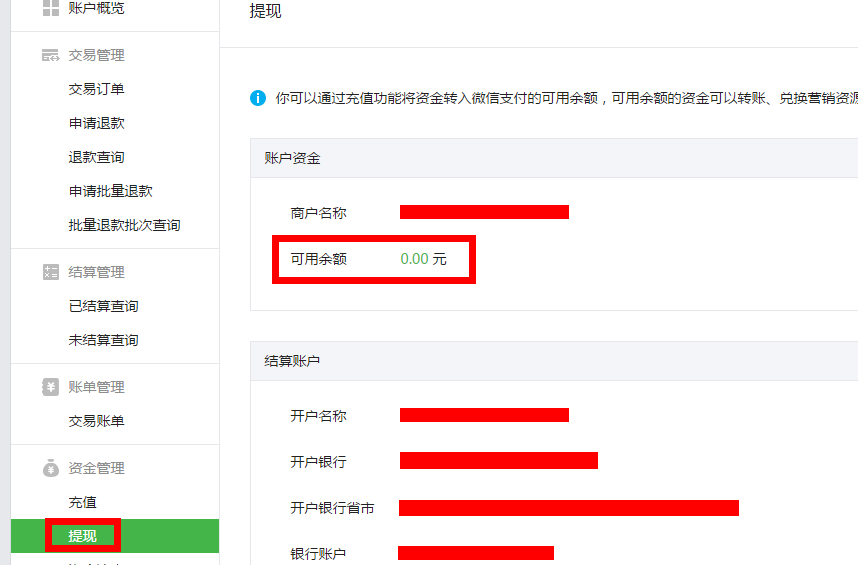 账户概览
交易管理
交易订单
申请退款
退款查询
申请批量退款
批量退款批次查询
结算管理
已结算查询
未结算查询
账单管理
交易账单
资金管理
充值
提现
提现
你可以通过充值功能将资金转入微信支付的可用余额，可用余额的资金可以转账、兑换营销资源
账户资金
商户名称
可用余额 0.00 元
结算账户
开户名称
开户银行
开户银行省市
银行账户